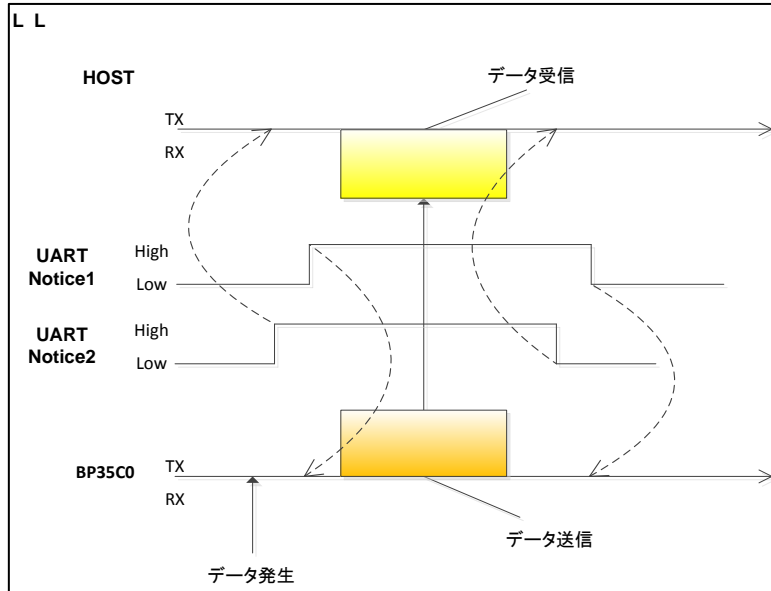 L L
HOST
データ受信
TX
RX
UART
Notice1
High
Low
UART
Notice2
High
Low
BP35C0
TX
RX
データ送信
データ発生